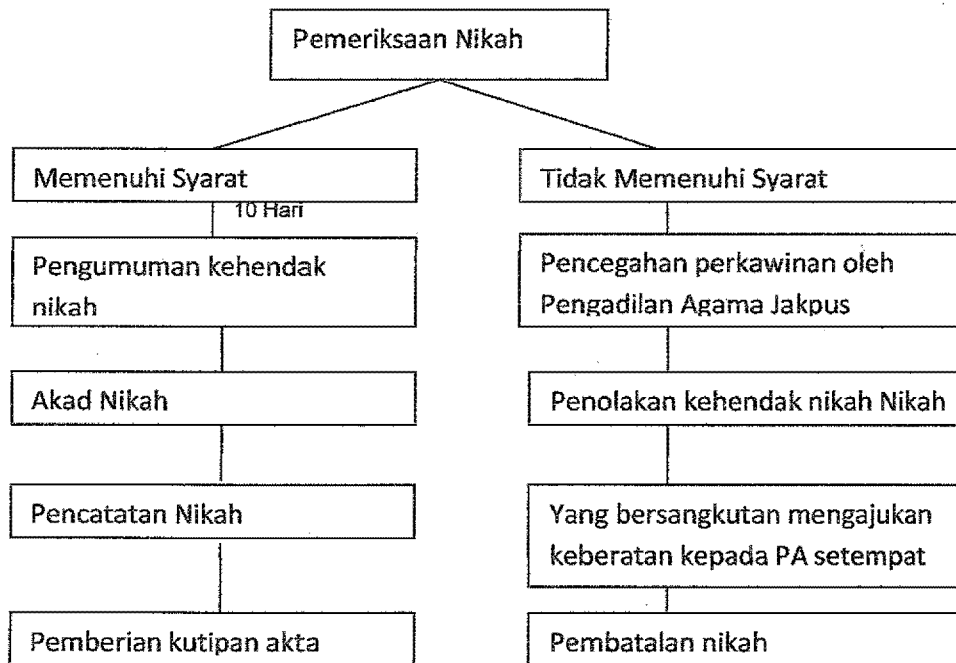 Pemeriksaan Nikah
Memenuhi Syarat
10 Hari
Pengumuman kehendak
nikah
Akad Nikah
Pencatatan Nikah
Pemberian kutipan akta
Tidak Memenuhi Syarat
Pencegahan perkawinan oleh
Pengadilan Agama Jakpus
Penolakan kehendak nikah Nikah
Yang bersangkutan mengajukan
keberatan kepada PA setempat
Pembatalan nikah